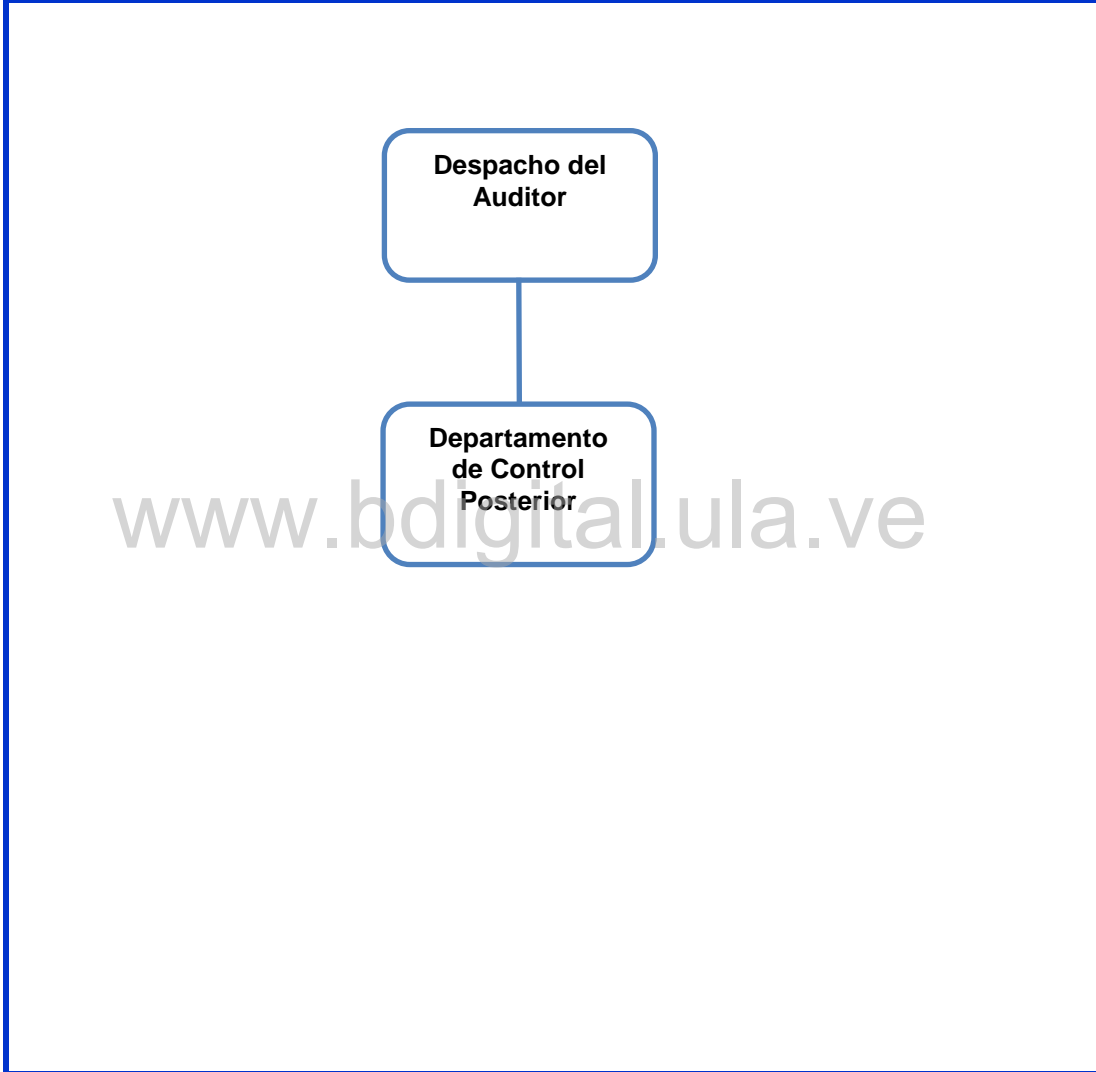 Despacho del
Auditor
Departamento
de Control
Posterior
www.bdigital.ula.ve